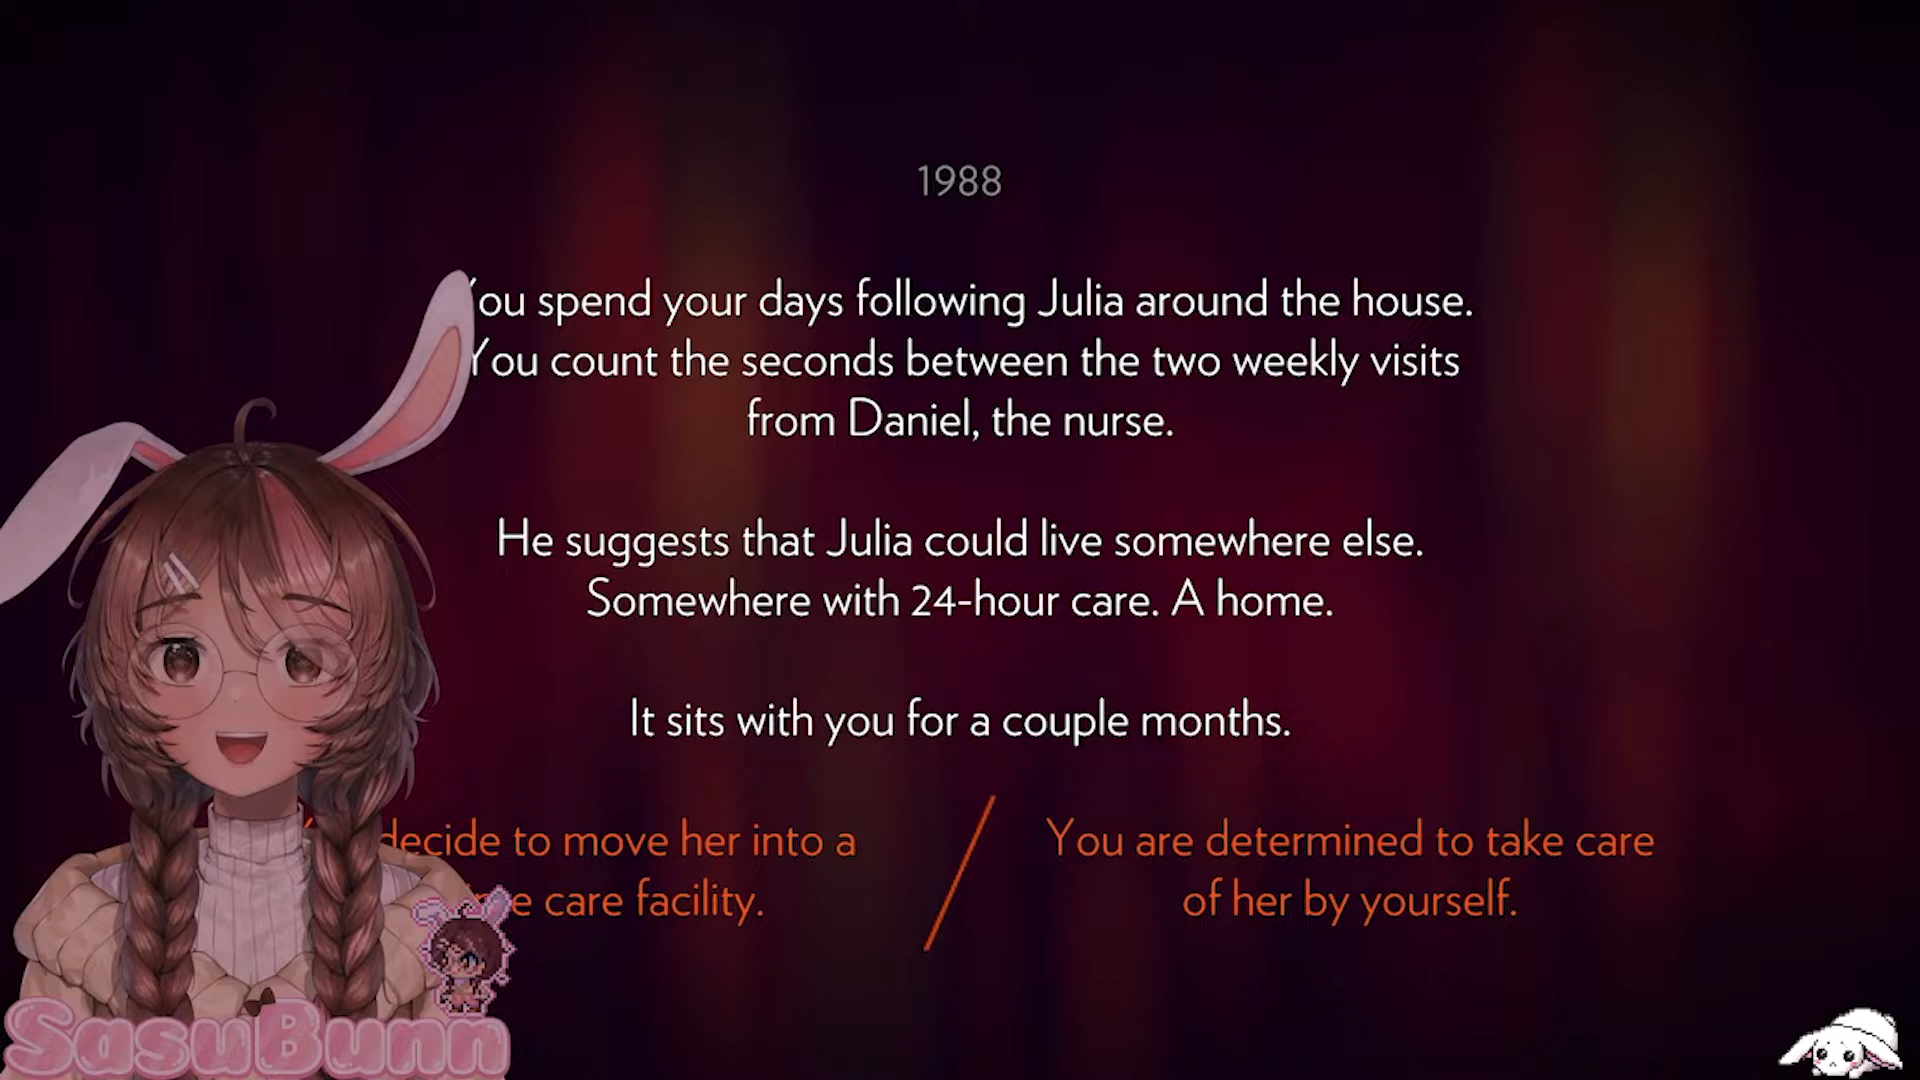 1988
You spend your days following Julia around the house.
You count the seconds between the two weekly visits
from Daniel, the nurse.
He suggests that Julia could live somewhere else.
Somewhere with 24-hour care. A home.
It sits with you for a couple months.
decide to move her into a
care facility.
You are determined to take care
of her by yourself.
SasuBunn